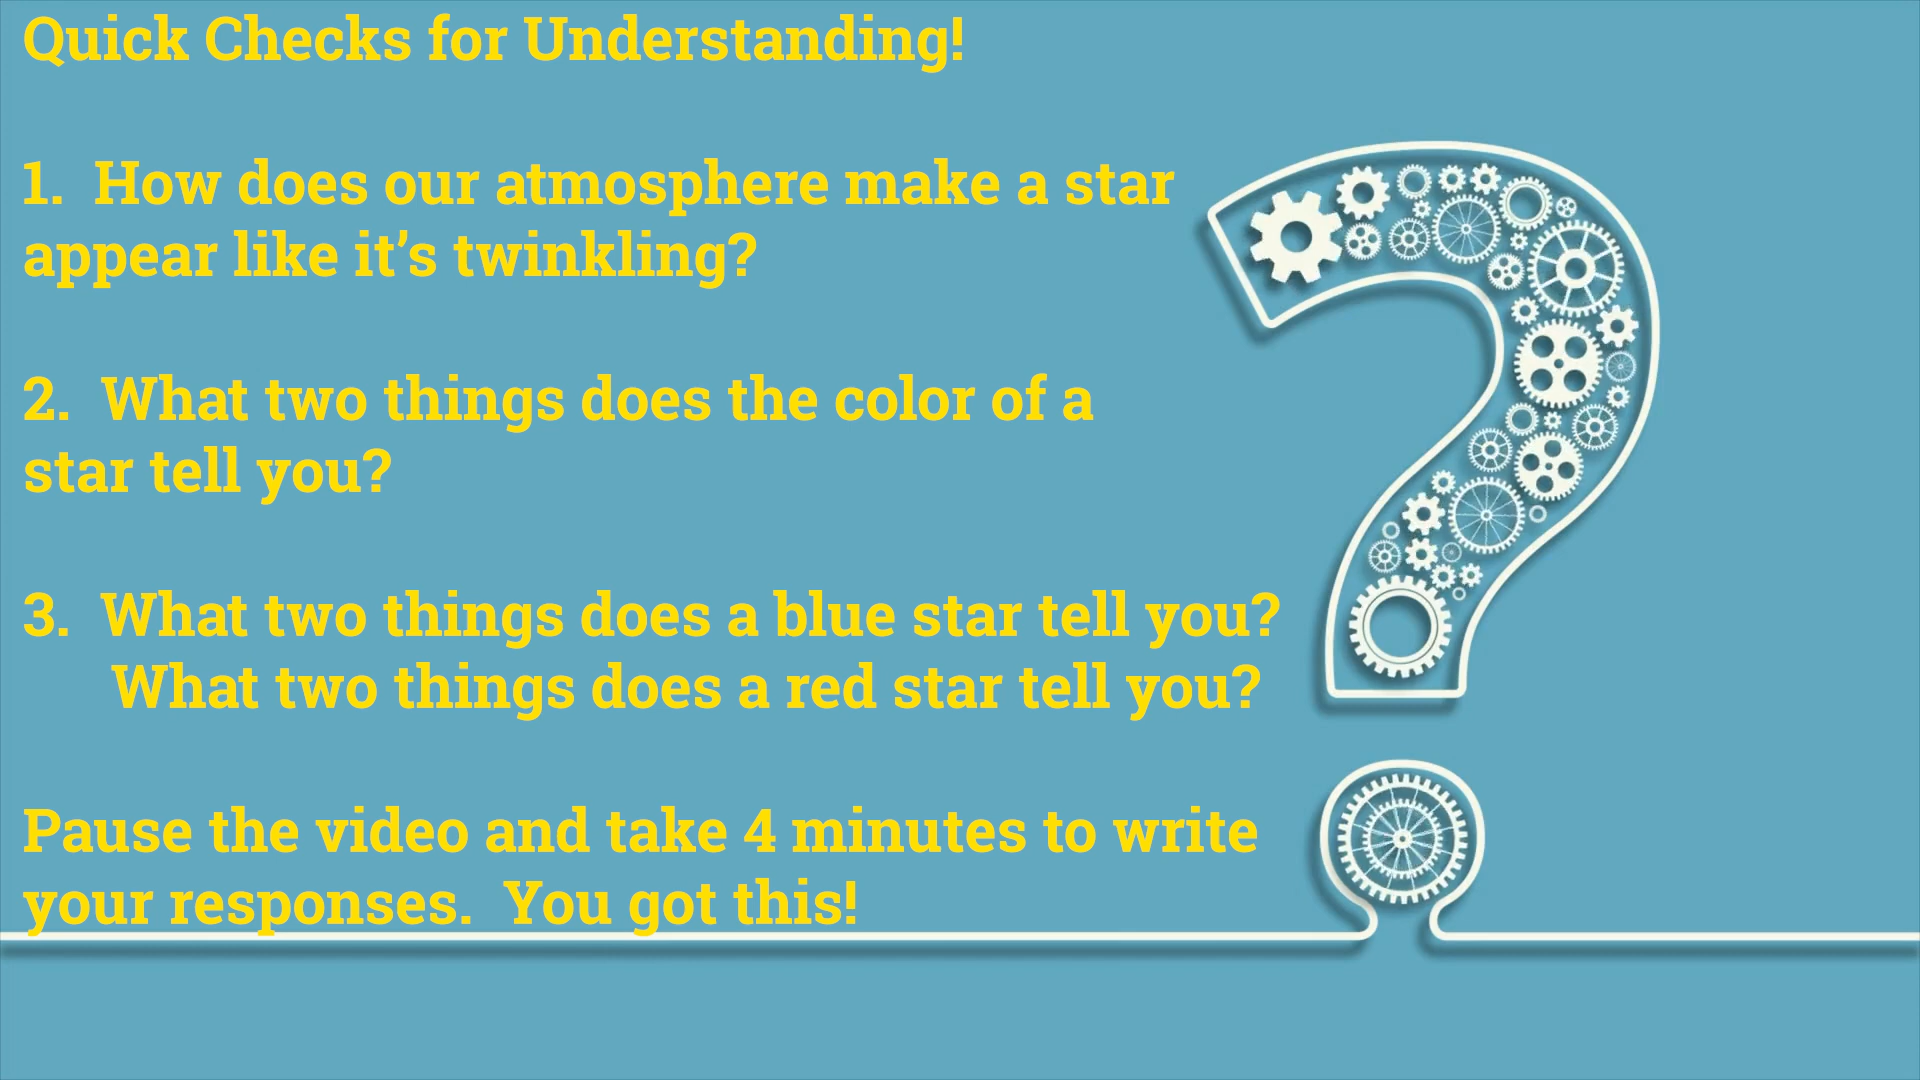 Quick Checks for Understanding!
1. How does our atmosphere make a star
appear like it’s twinkling?
2. What two things does the color of a
star tell you?
3. What two things does a blue star tell you?
What two things does a red star tell you?
Pause the video and take 4 minutes to write
your responses. You got this!